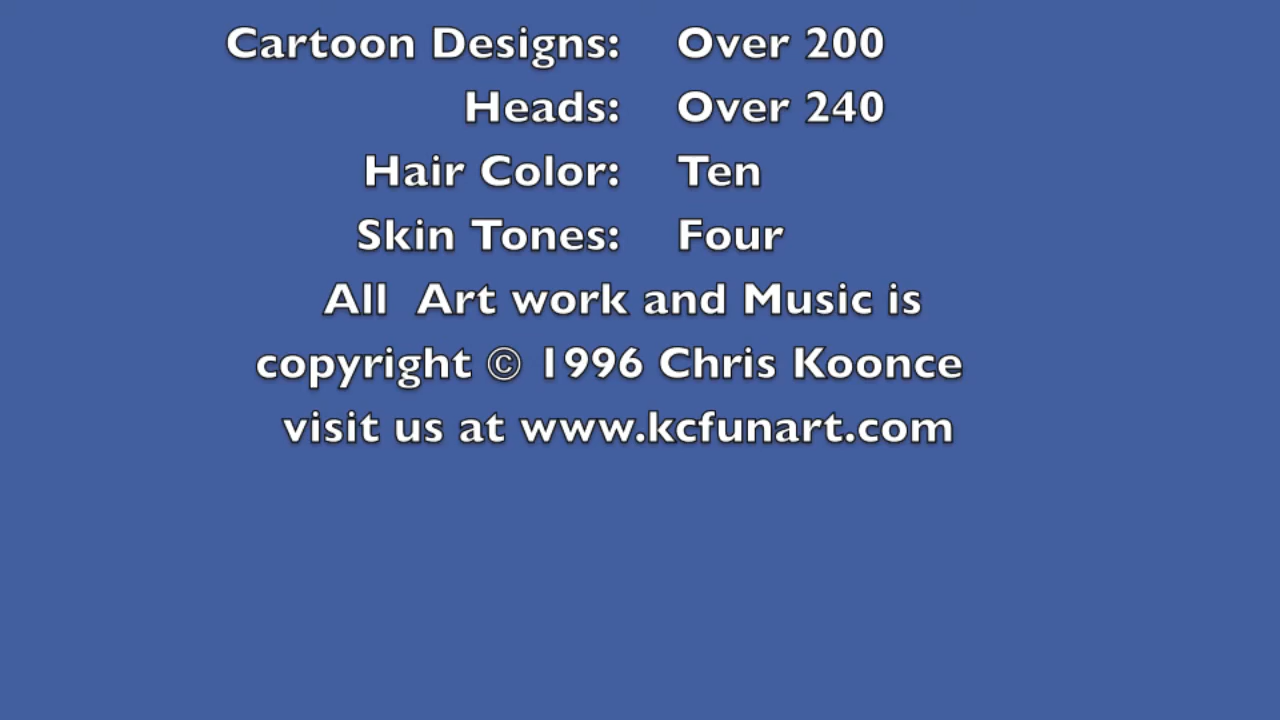 Cartoon Designs: Over 200
Heads: Over 240
Hair Color: Ten
Skin Tones: Four
All Art work and Music is
copyright © 1996 Chris Koonce
visit us at www.kcfunart.com